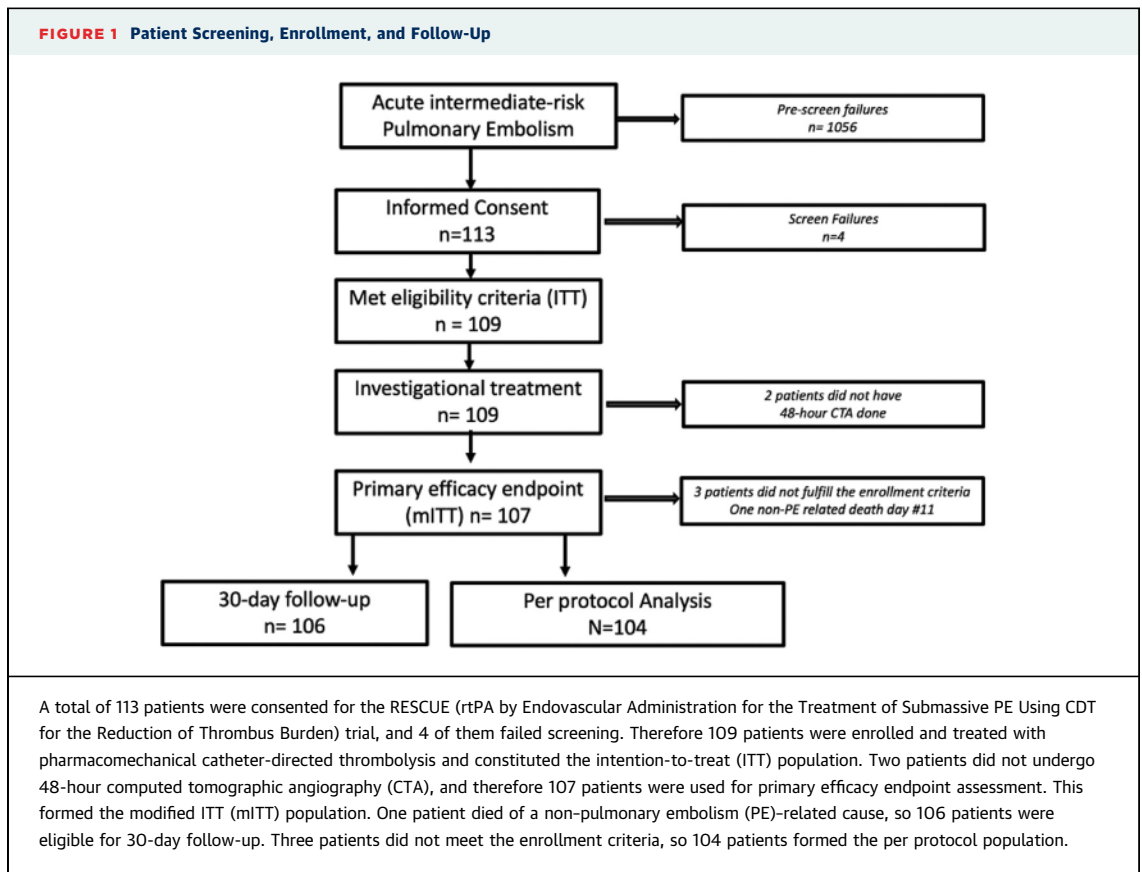 FIGURE 1 Patient Screening, Enrollment, and Follow-Up
Acute intermediate-risk
Pulmonary Embolism
Pre-screen failures
n= 1056
Informed Consent
n=113
Screen Failures
n=4
Met eligibility criteria (ITT)
n = 109
Investigational treatment
n= 109
2 patients did not have
48-hour CTA done
Primary efficacy endpoint
(mITT) n= 107
3 patients did not fulfill the enrollment criteria
One non-PE related death day #11
30-day follow-up
n= 106
Per protocol Analysis
N=104
A total of 113 patients were consented for the RESCUE (rtPA by Endovascular Administration for the Treatment of Submassive PE Using CDT
for the Reduction of Thrombus Burden) trial, and 4 of them failed screening. Therefore 109 patients were enrolled and treated with
pharmacomechanical catheter-directed thrombolysis and constituted the intention-to-treat (ITT) population. Two patients did not undergo
48-hour computed tomographic angiography (CTA), and therefore 107 patients were used for primary efficacy endpoint assessment. This
formed the modified ITT (mITT) population. One patient died of a non–pulmonary embolism (PE)–related cause, so 106 patients were
eligible for 30-day follow-up. Three patients did not meet the enrollment criteria, so 104 patients formed the per protocol population.